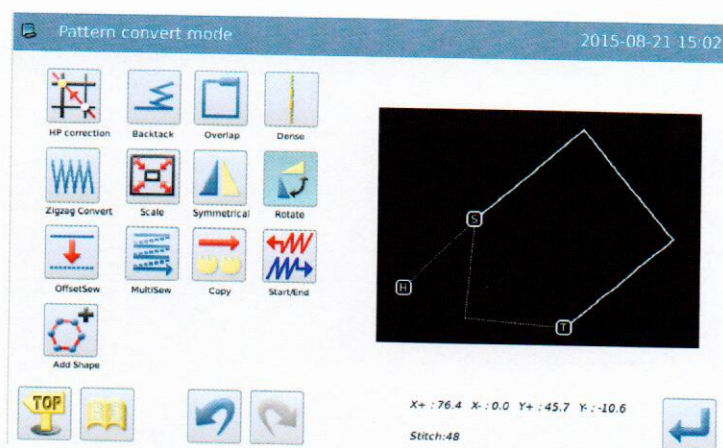 Pattern convert mode
2015-08-21 15:02
HP correction Backtack Overlap Dense
Zigzag Convert Scale Symmetrical Rotate
OffsetSew MultiSew Copy Start/End
Add Shape
S
H
T
TOP
X+ : 76.4 X- : 0.0 Y+ : 45.7 Y- : -10.6
Stitch:48